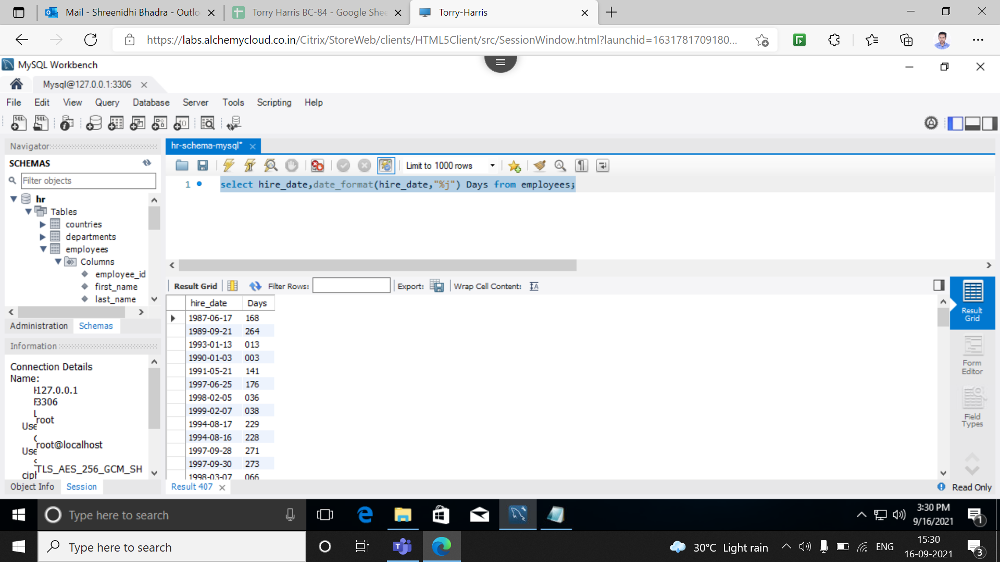 Mail - Shreenidhi Bhadra - Outlo
Torry Harris BC-84 - Google Shee
Torry-Harris
https://labs.alchemycloud.co.in/Citrix/StoreWeb/clients/HTML5Client/src/SessionWindow.html?launchid=1631781709180...
MySQL Workbench
Mysql@127.0.0.1:3306
File Edit View Query Database Server Tools Scripting Help
Navigator
hr-schema-mysql*
SCHEMAS
Limit to 1000 rows
Filter objects
1 select hire_date,date_format(hire_date,"%j") Days from employees;
hr
Tables
countries
departments
employees
Columns
employee_id
first_name
last_name
Administration Schemas
Result Grid Filter Rows: Export: Wrap Cell Content:
hire_date Days
1987-06-17 168
1989-09-21 264
1993-01-13 013
1990-01-03 003
1991-05-21 141
1997-06-25 176
1998-02-05 036
1999-02-07 038
1994-08-17 229
1994-08-16 228
1997-09-28 271
1997-09-30 273
1998-03-07 066
Result
Grid
Form
Editor
Field
Types
Information
Connection Details
Name:
127.0.0.1
3306
root
Use
root@localhost
Use
TLS_AES_256_GCM_SH
ciph
Object Info Session
Result 407
Read Only
Type here to search
3:30 PM
9/16/2021
1
Type here to search
30°C Light rain
ENG
15:30
16-09-2021
3